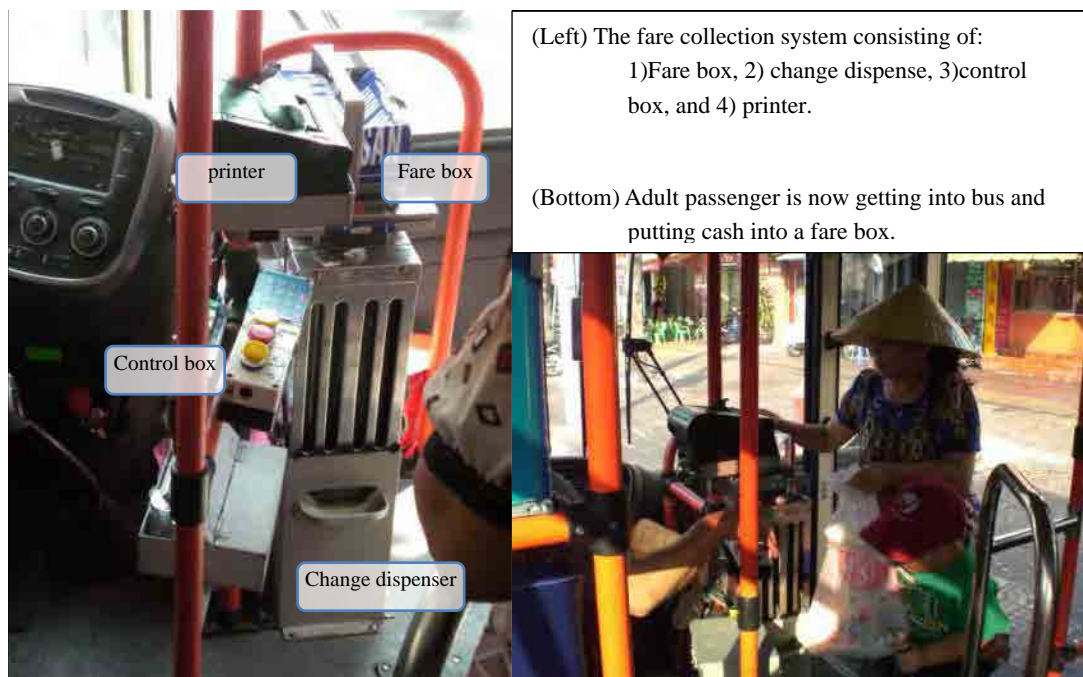 (Left) The fare collection system consisting of:
1)Fare box, 2) change dispense, 3)control
box, and 4) printer.
(Bottom) Adult passenger is now getting into bus and
putting cash into a fare box.
SAN
printer
Fare box
Control box
Change dispenser